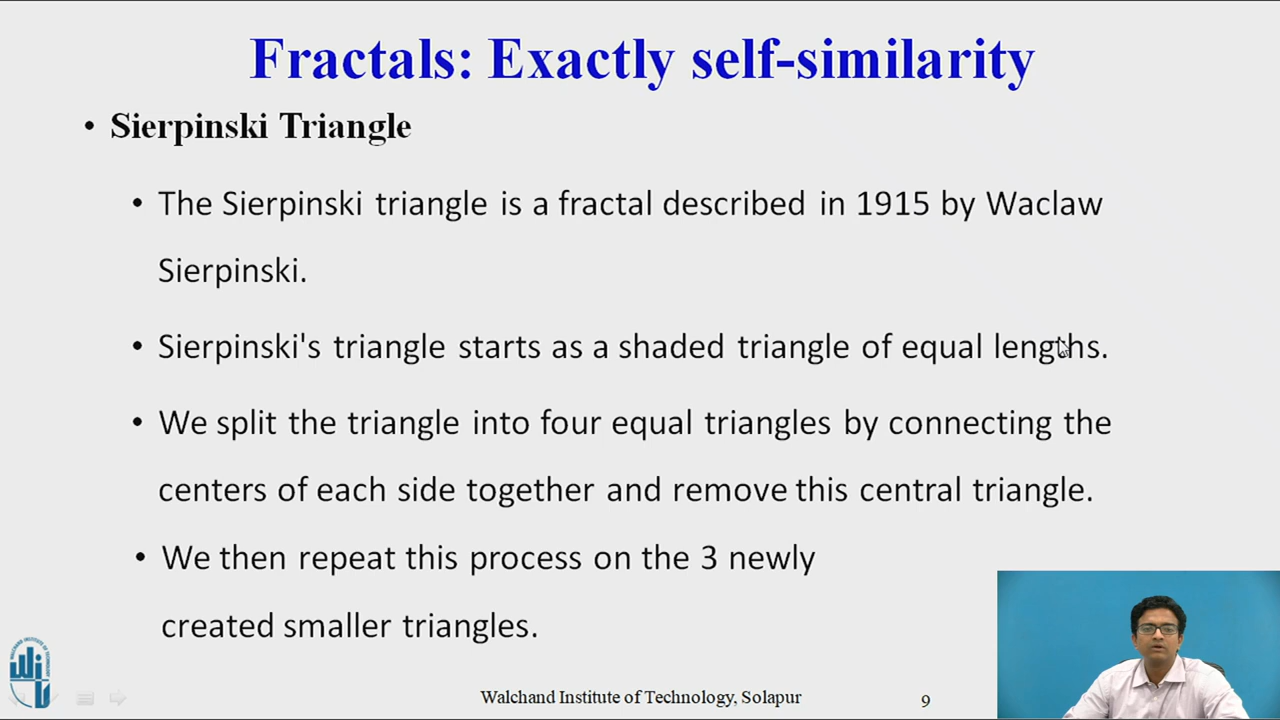 Fractals: Exactly self-similarity
• Sierpinski Triangle
• The Sierpinski triangle is a fractal described in 1915 by Waclaw
Sierpinski.
• Sierpinski's triangle starts as a shaded triangle of equal lengths.
• We split the triangle into four equal triangles by connecting the
centers of each side together and remove this central triangle.
• We then repeat this process on the 3 newly
created smaller triangles.
Walchand Institute of Technology, Solapur
9